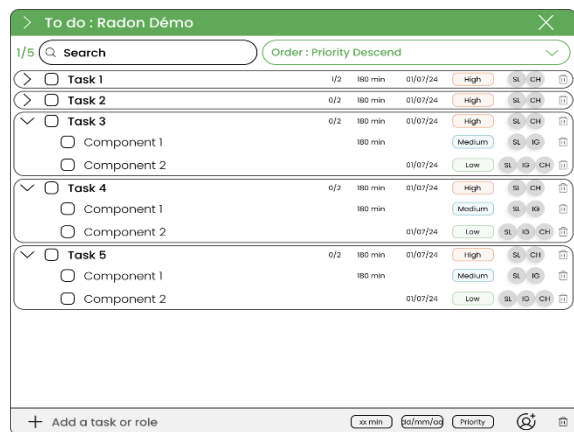 To do : Radon Démo
1/5 Search Order : Priority Descend
Task 1 1/2 180 min 01/07/24 High SL CH
Task 2 0/2 180 min 01/07/24 High SL CH
Task 3 0/2 180 min 01/07/24 High SL CH
Component 1 180 min Medium SL IG
Component 2 01/07/24 Low SL IG CH
Task 4 0/2 180 min 01/07/24 High SL CH
Component 1 180 min Medium SL IG
Component 2 01/07/24 Low SL IG CH
Task 5 0/2 180 min 01/07/24 High SL CH
Component 1 180 min Medium SL IG
Component 2 01/07/24 Low SL IG CH
Add a task or role xx min dd/mm/aa Priority